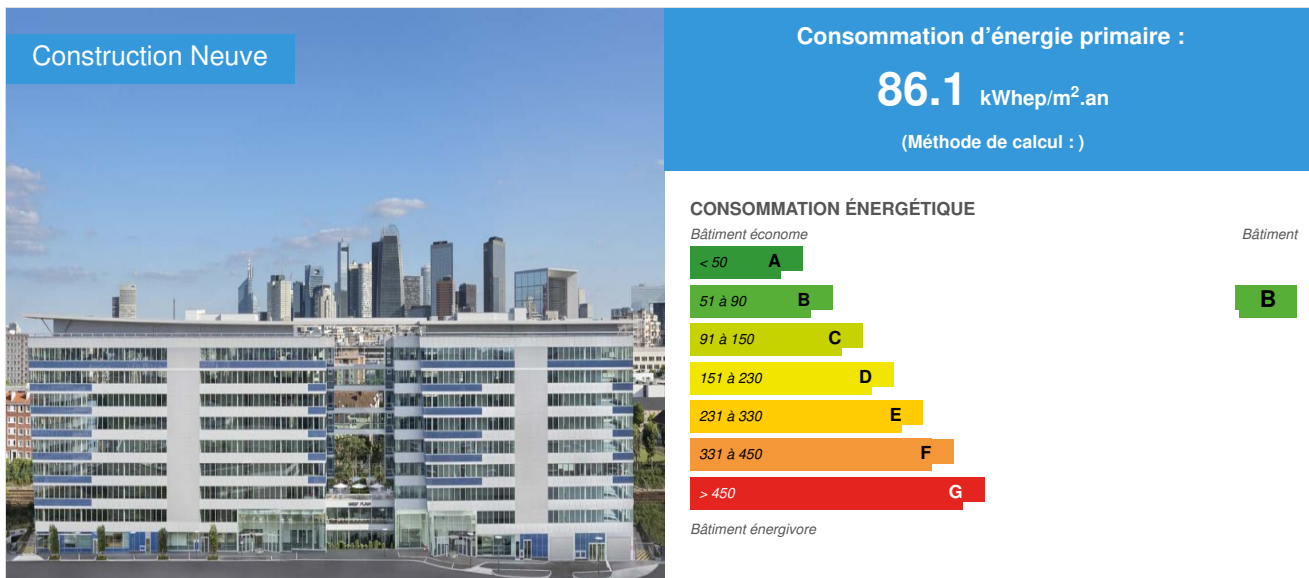 Construction Neuve
Consommation d'énergie primaire :
86.1 kWhep/m².an
(Méthode de calcul : )
CONSOMMATION ÉNERGÉTIQUE
Bâtiment économe
Bâtiment
< 50 A
51 à 90 B
B
91 à 150 C
151 à 230 D
231 à 330 E
331 à 450 F
> 450 G
Bâtiment énergivore